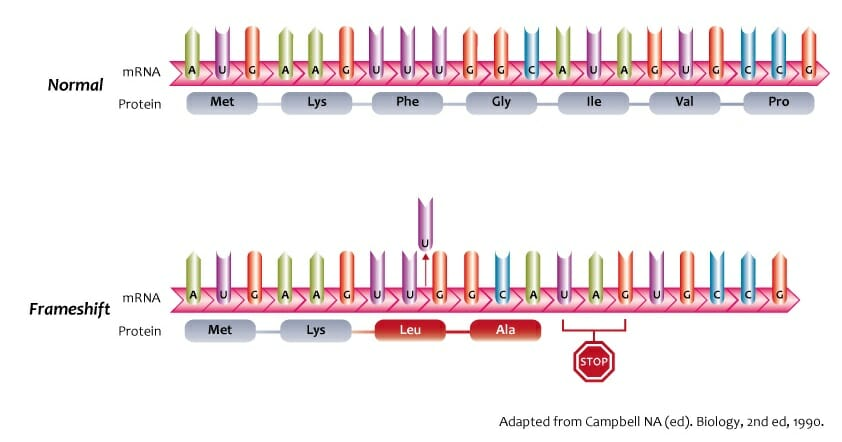 A U G A A G U U U G G C A U A G U G C C G
Normal
mRNA
Protein
Met Lys Phe Gly Ile Val Pro
U
A U G A A G U U G G C A U A G U G C C G
Frameshift
mRNA
Protein
Met Lys Leu Ala
STOP
Adapted from Campbell NA (ed). Biology, 2nd ed, 1990.